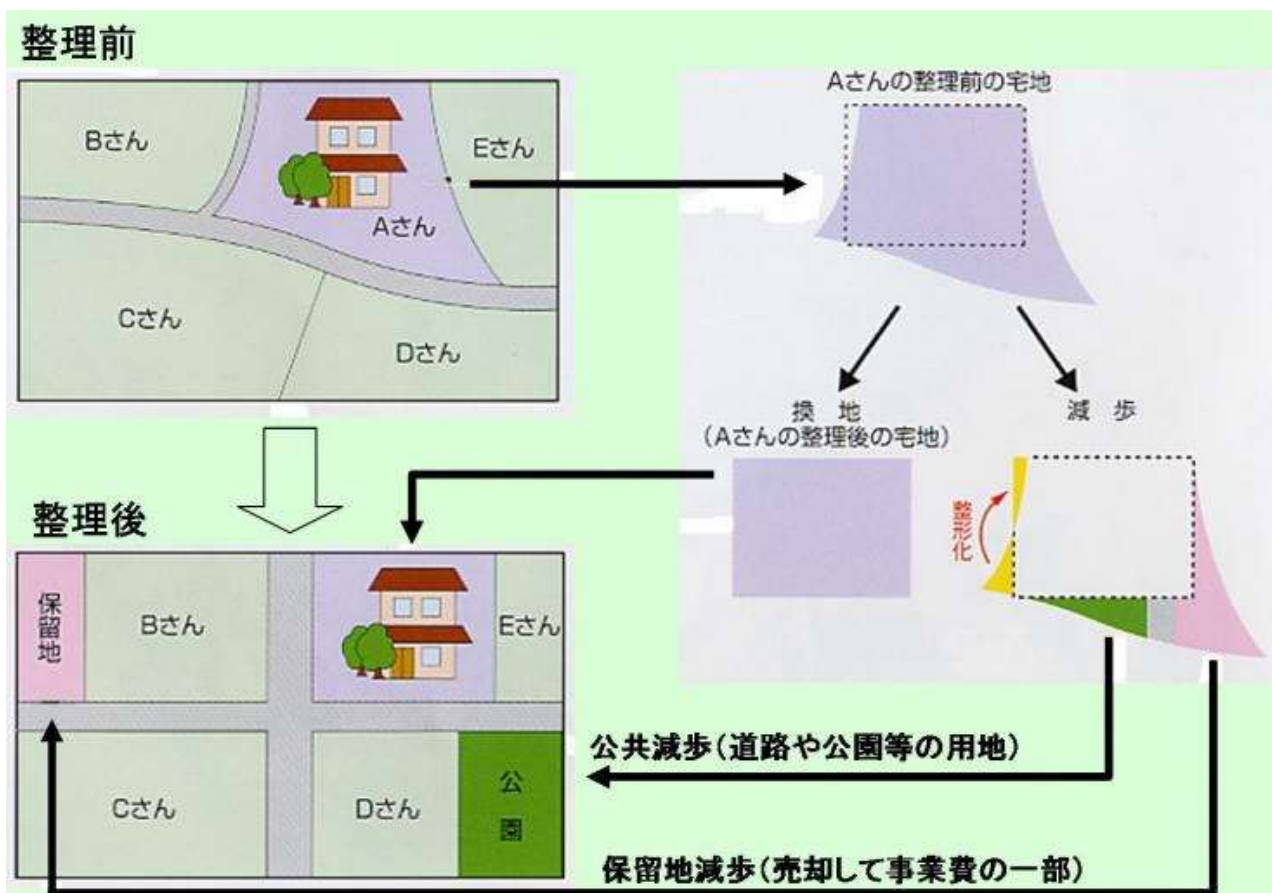 整理前
Bさん
Eさん
Aさん
Cさん
Dさん
Aさんの整理前の宅地
換 地
(Aさんの整理後の宅地)
減 歩
整形化
整理後
保留地
Bさん
Eさん
Cさん
Dさん
公園
公共減歩(道路や公園等の用地)
保留地減歩(売却して事業費の一部)